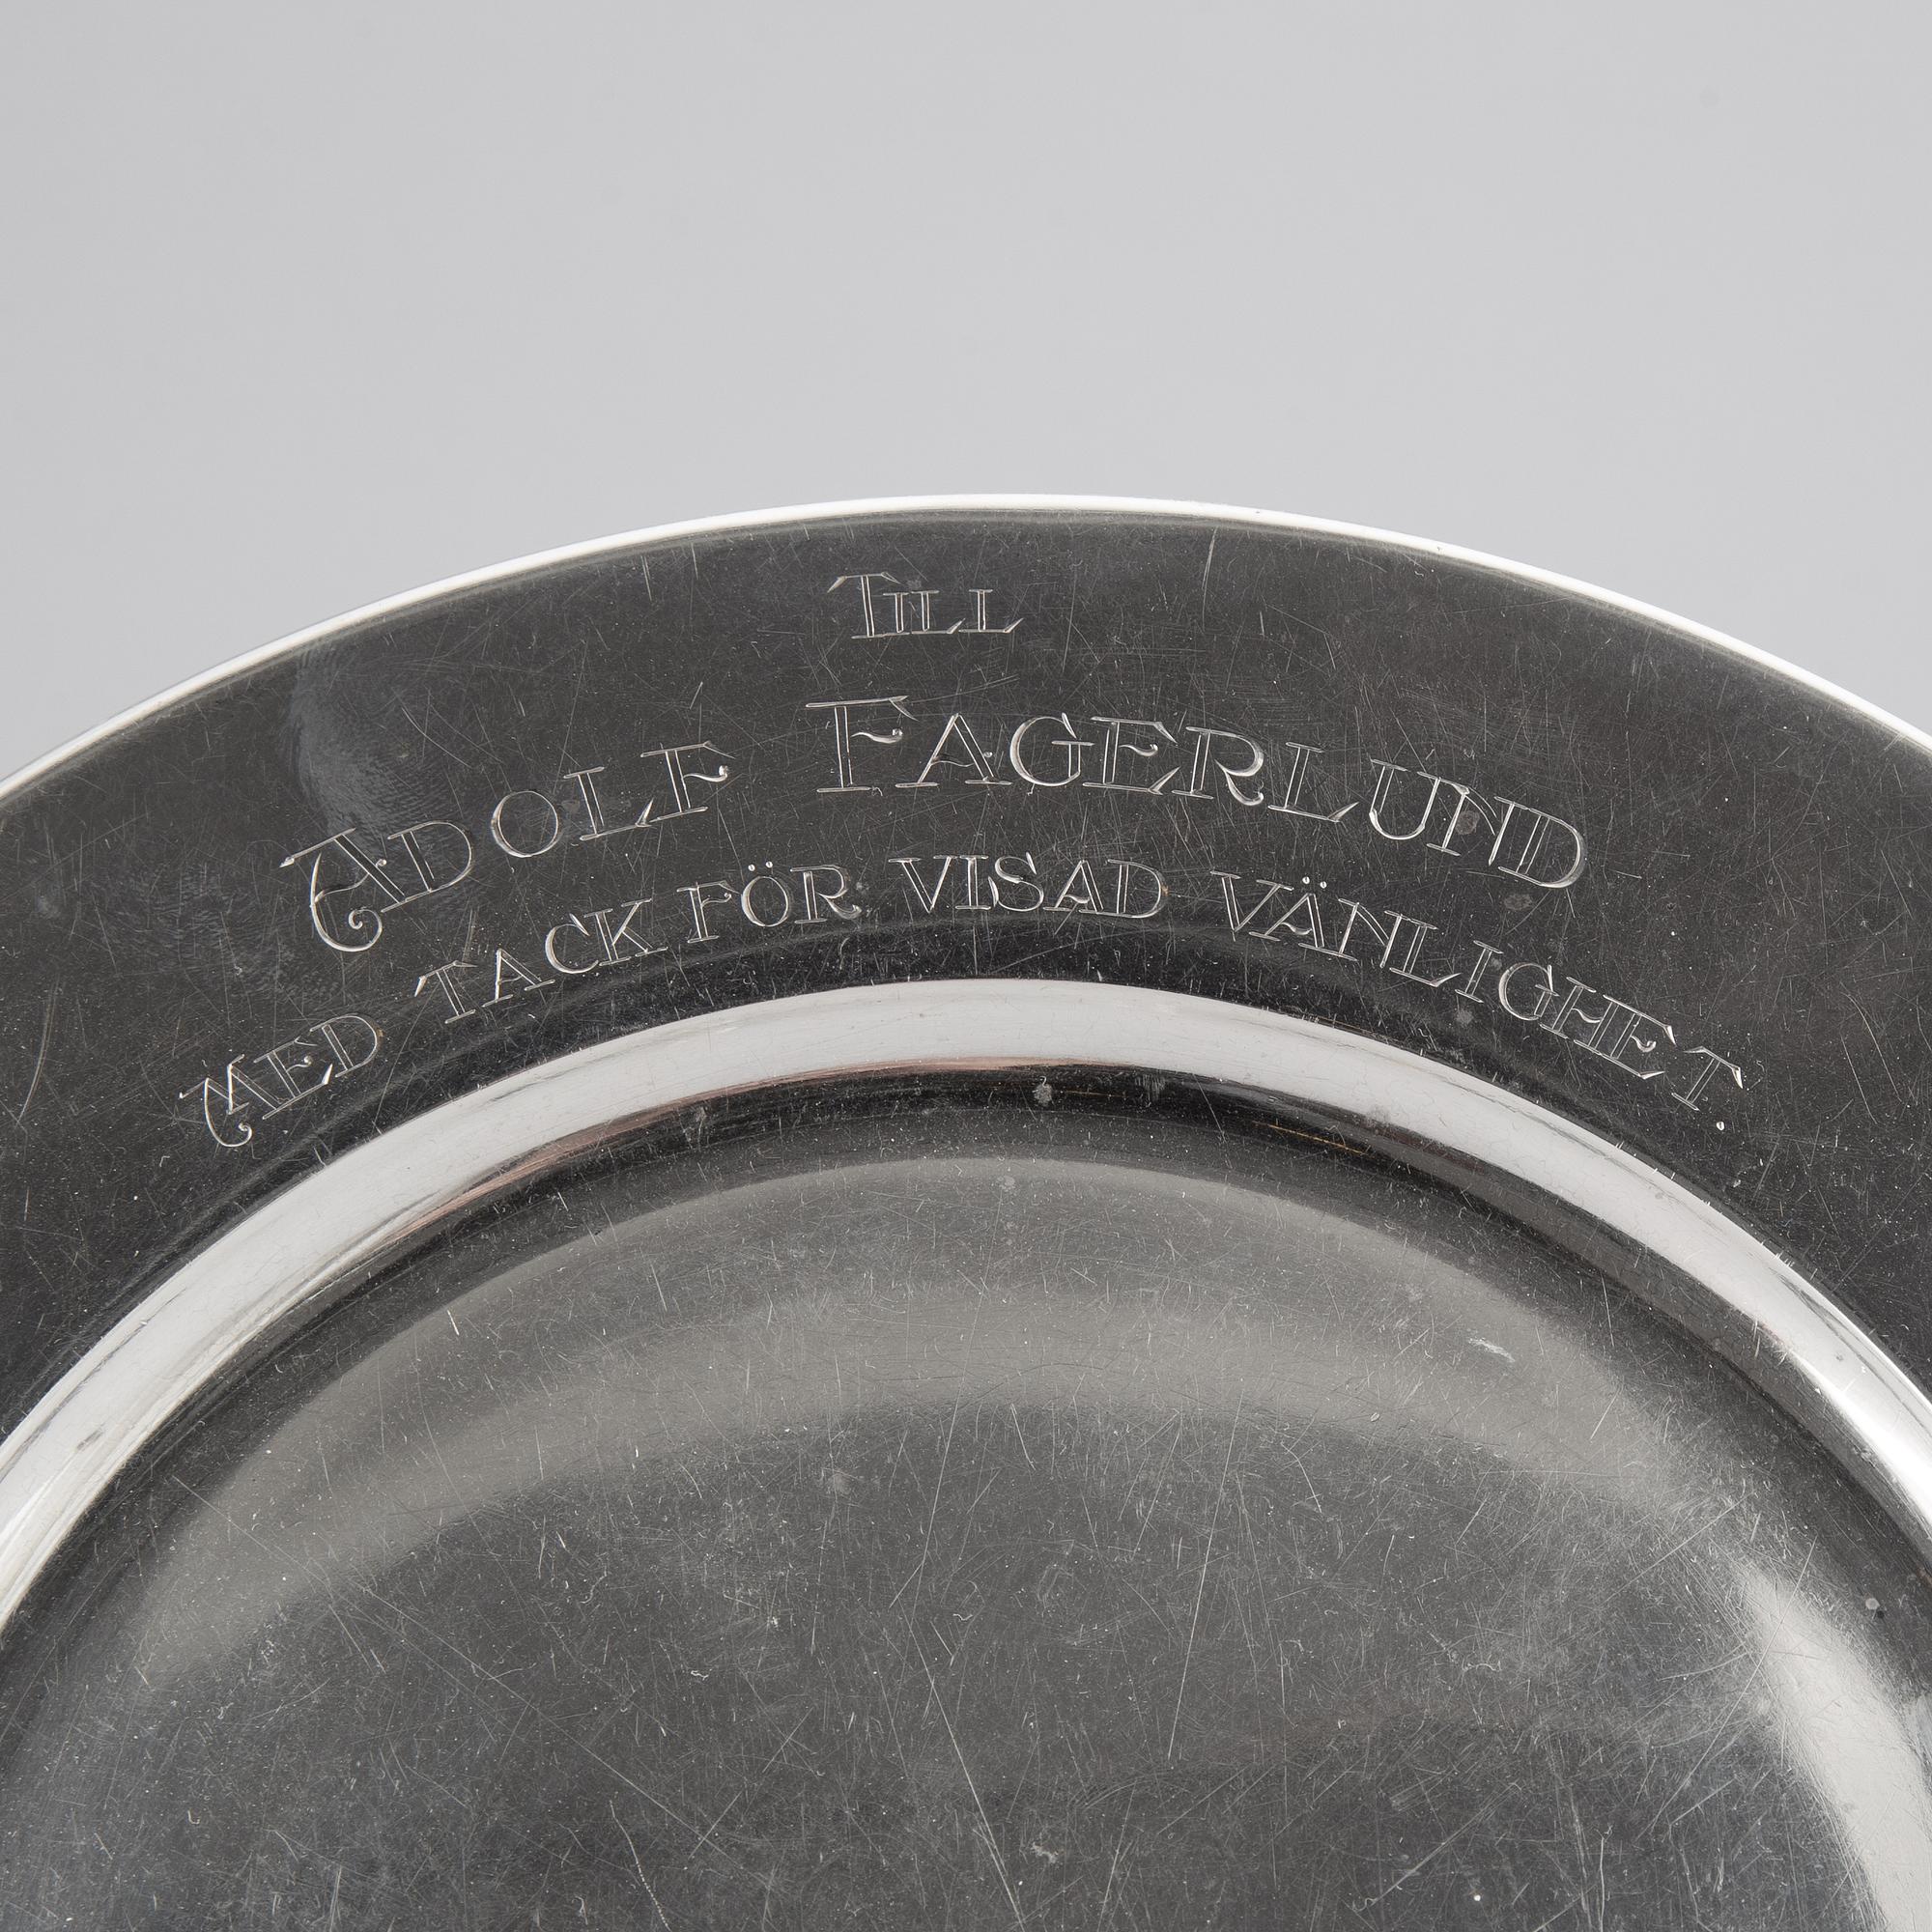 TILL
ADOLF FAGERLUND
MED TACK FÖR VISAD VÄNLIGHET.